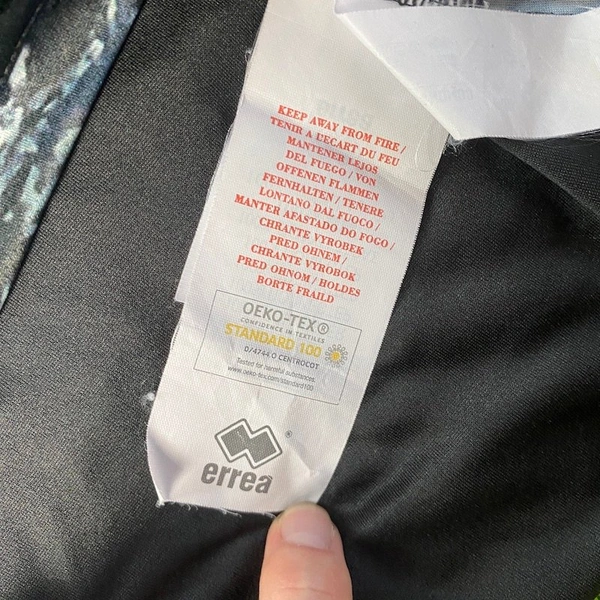 KEEP AWAY FROM FIRE /
TENIR A L'ECART DU FEU
MANTENER LEJOS
DEL FUEGO / VON
OFFENEN FLAMMEN
FERNHALTEN / TENERE
LONTANO DAL FUOCO /
MANTER AFASTADO DO FOGO /
CHRANTE VYROBEK
PRED OHNEM /
CHRANTE VYROBOK
PRED OHNOM / HOLDES
BORTE FRAILD
OEKO-TEX®
CONFIDENCE IN TEXTILES
STANDARD 100
D/4744 O CENTROCOT
Tested for harmful substances.
www.oeko-tex.com/standard100
®
errea